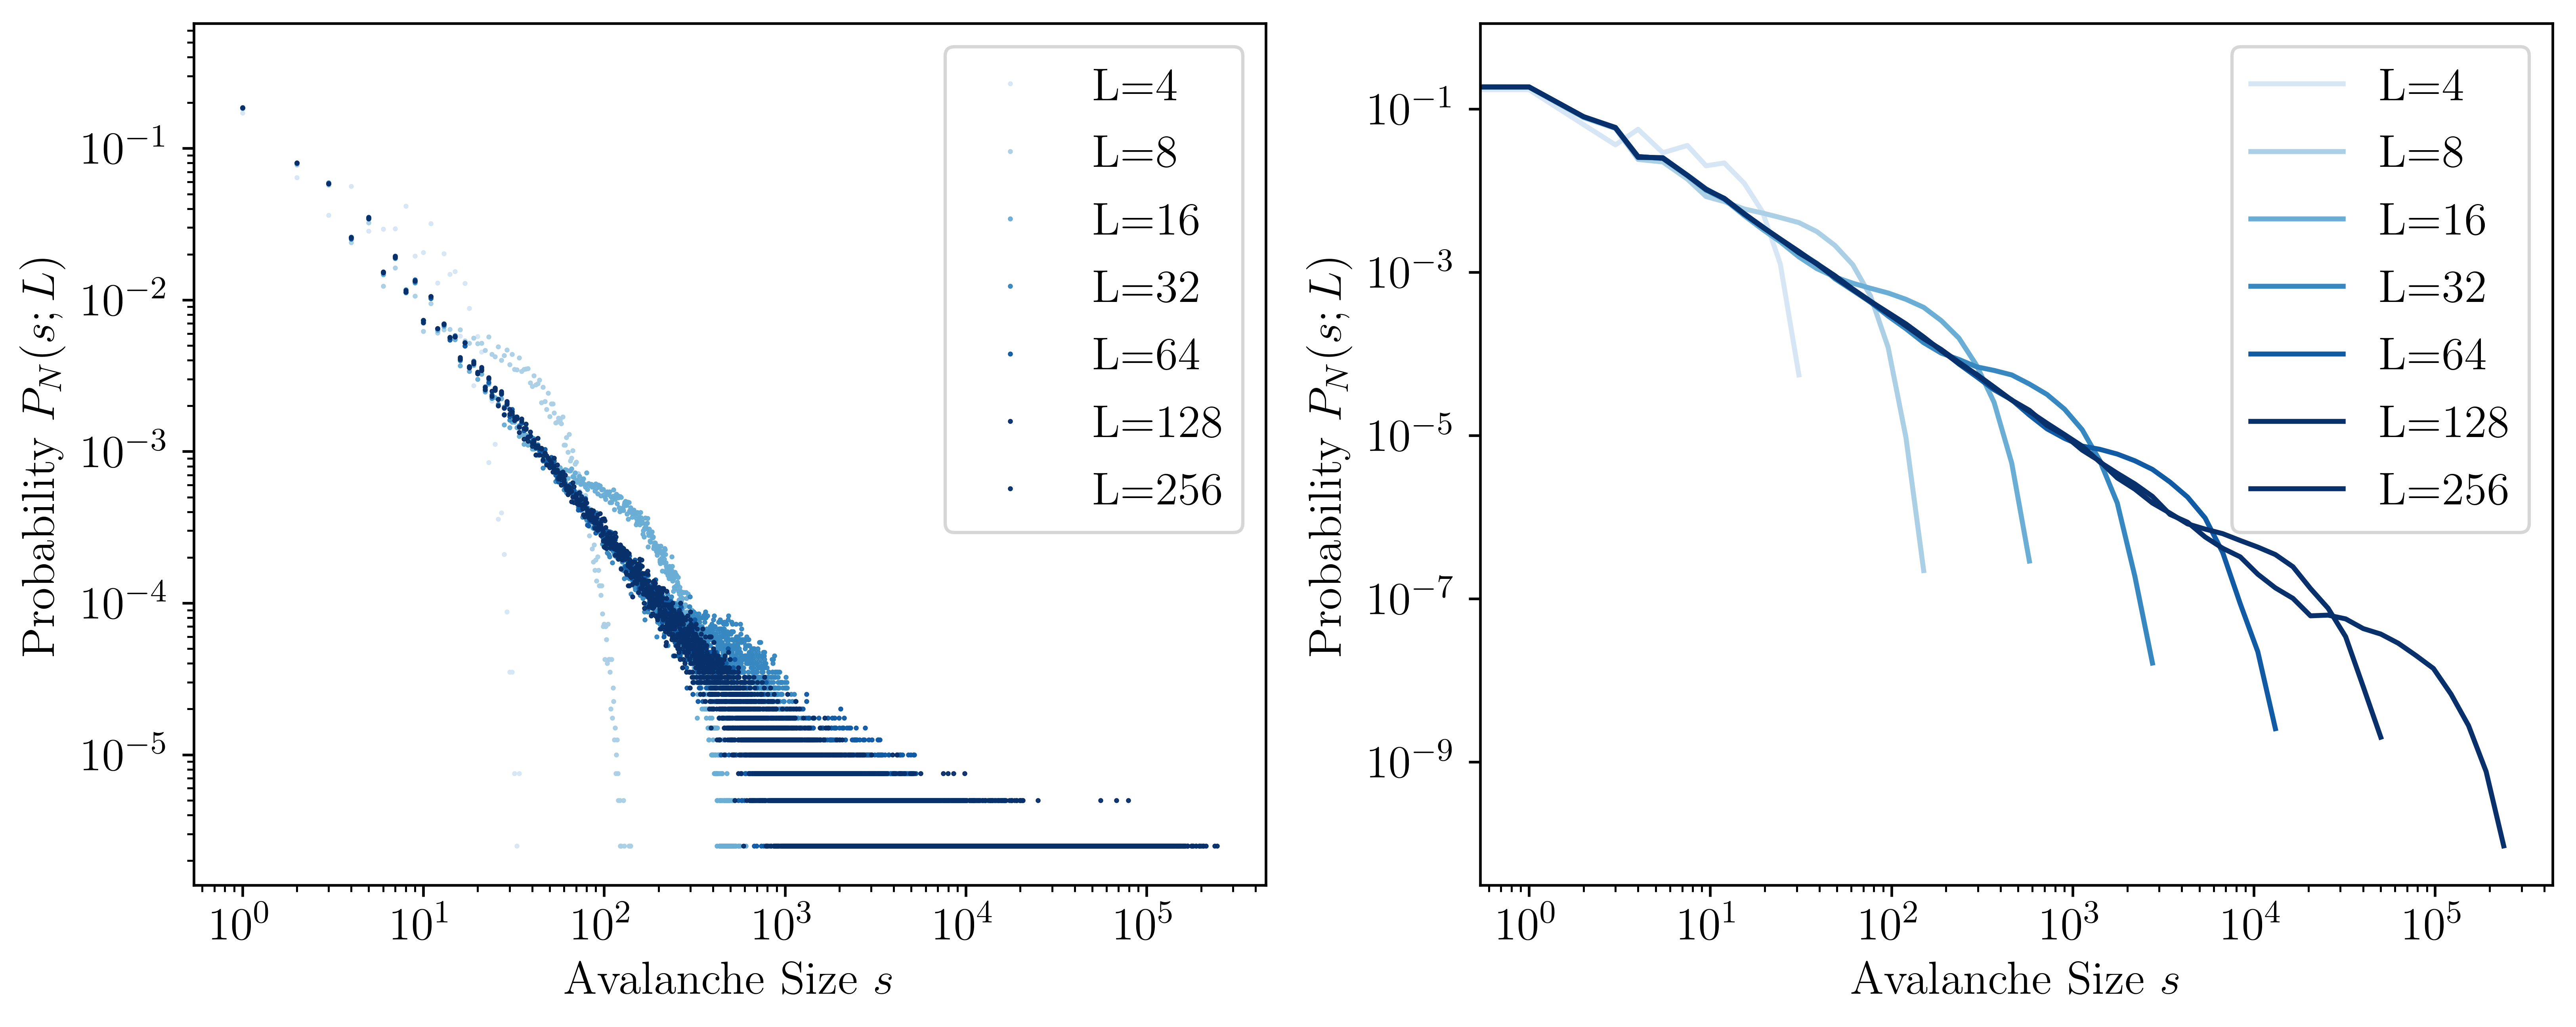 Probability P_N(s; L)
10^−1
10^−2
10^−3
10^−4
10^−5
10^0 10^1 10^2 10^3 10^4 10^5
Avalanche Size s
L=4
L=8
L=16
L=32
L=64
L=128
L=256
Probability P_N(s; L)
10^−1
10^−3
10^−5
10^−7
10^−9
10^0 10^1 10^2 10^3 10^4 10^5
Avalanche Size s
L=4
L=8
L=16
L=32
L=64
L=128
L=256